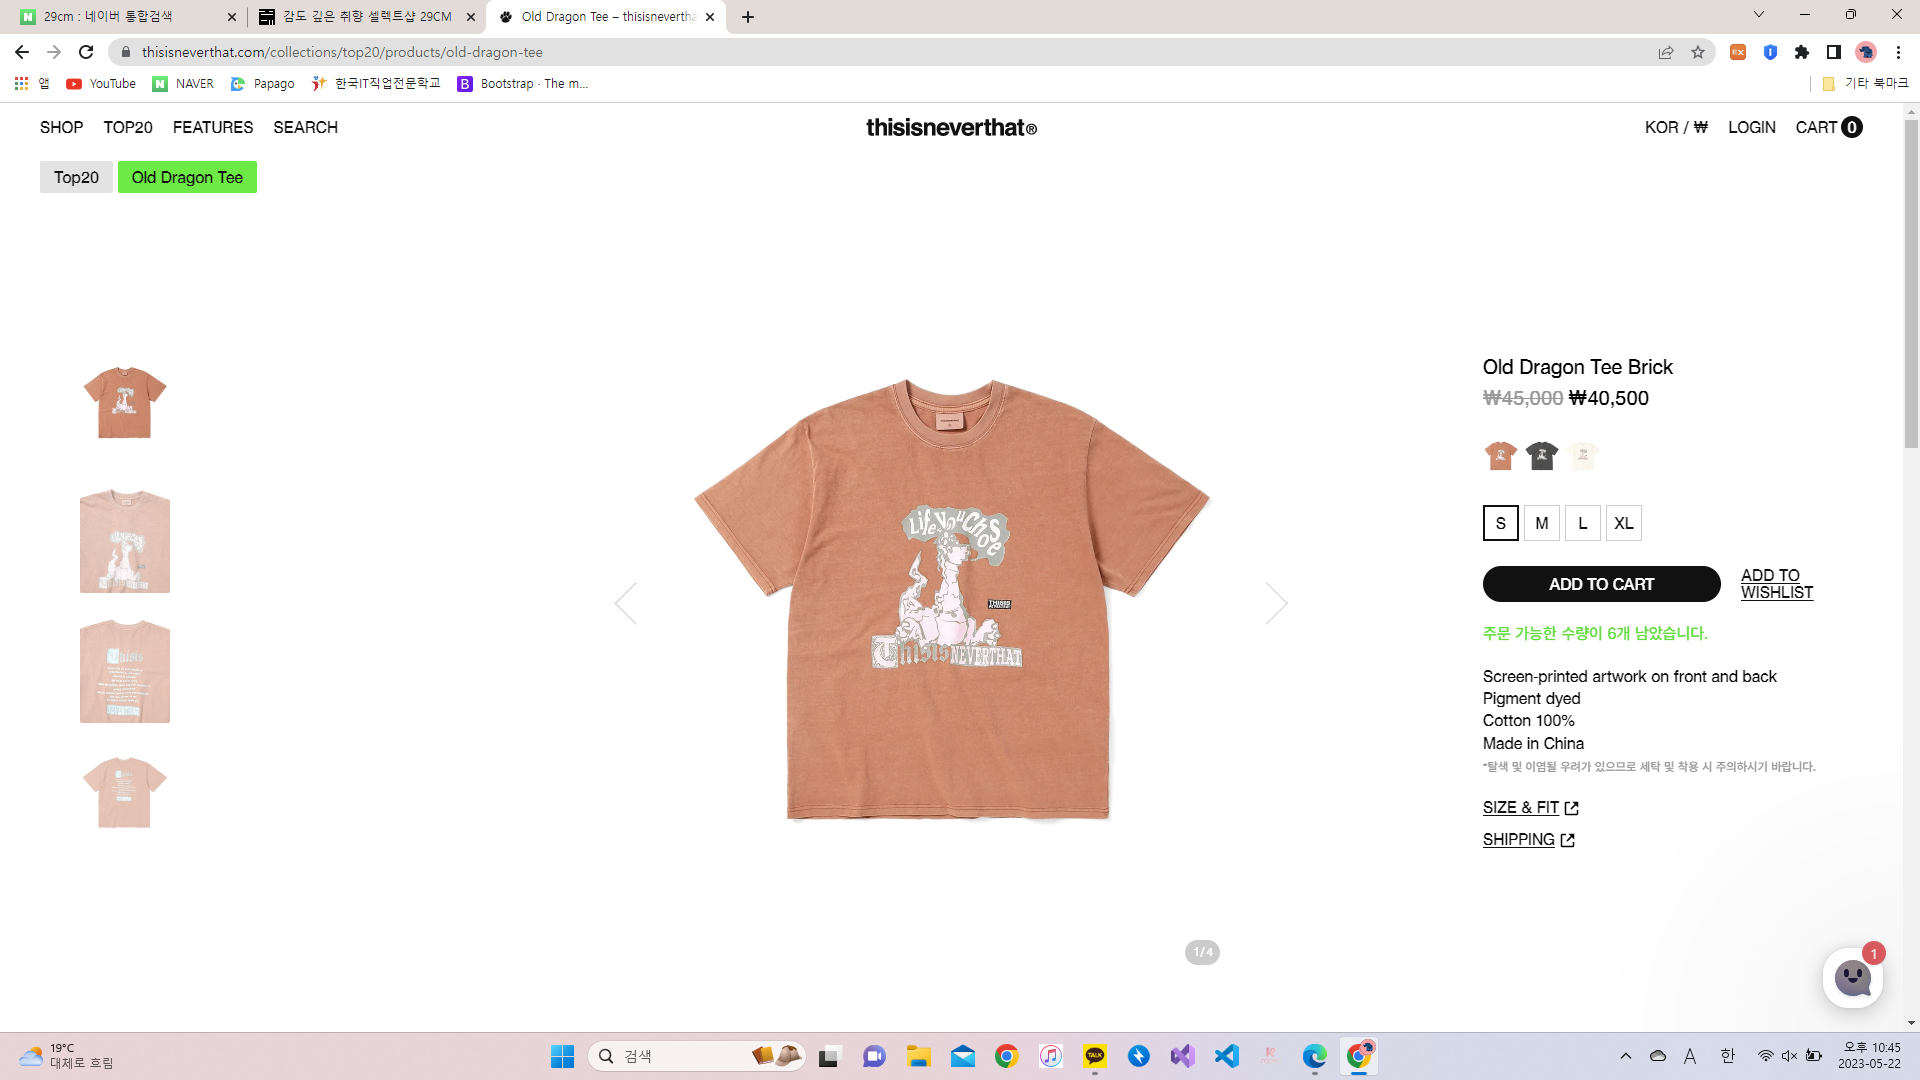 29cm : 네이버 통합검색
감도 깊은 취향 셀렉트샵 29CM
Old Dragon Tee – thisisnevertha
thisisneverthat.com/collections/top20/products/old-dragon-tee
앱
YouTube
NAVER
Papago
한국IT직업전문학교
Bootstrap · The m...
기타 북마크
SHOP TOP20 FEATURES SEARCH
thisisneverthat®
KOR / ₩ LOGIN CART 0
Top20
Old Dragon Tee
Old Dragon Tee Brick
₩45,000 ₩40,500
S M L XL
ADD TO CART
ADD TO
WISHLIST
주문 가능한 수량이 6개 남았습니다.
Screen-printed artwork on front and back
Pigment dyed
Cotton 100%
Made in China
*탈색 및 이염될 우려가 있으므로 세탁 및 착용 시 주의하시기 바랍니다.
SIZE & FIT
SHIPPING
Life You Choose
THISIS
ThisisNEVERTHAT
1/4
1
19°C
대체로 흐림
검색
TALK
A
한
오후 10:45
2023-05-22